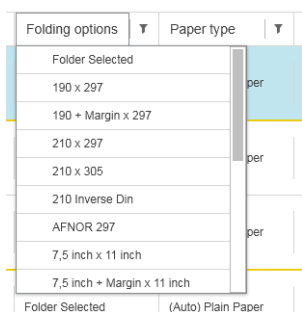 Folding options Paper type
Folder Selected
190 x 297
190 + Margin x 297
210 x 297
210 x 305
210 Inverse Din
AFNOR 297
7,5 inch x 11 inch
7,5 inch + Margin x 11 inch
Folder Selected (Auto) Plain Paper